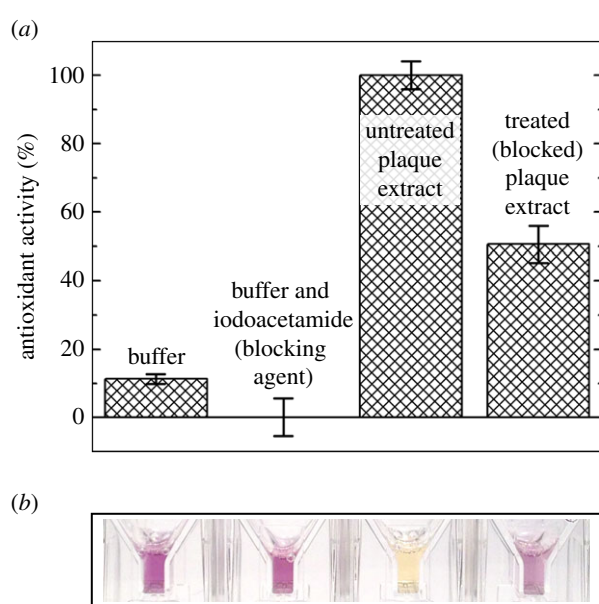 (a)
antioxidant activity (%)
100
80
60
40
20
0
buffer
buffer and
iodoacetamide
(blocking
agent)
untreated
plaque
extract
treated
(blocked)
plaque
extract
(b)